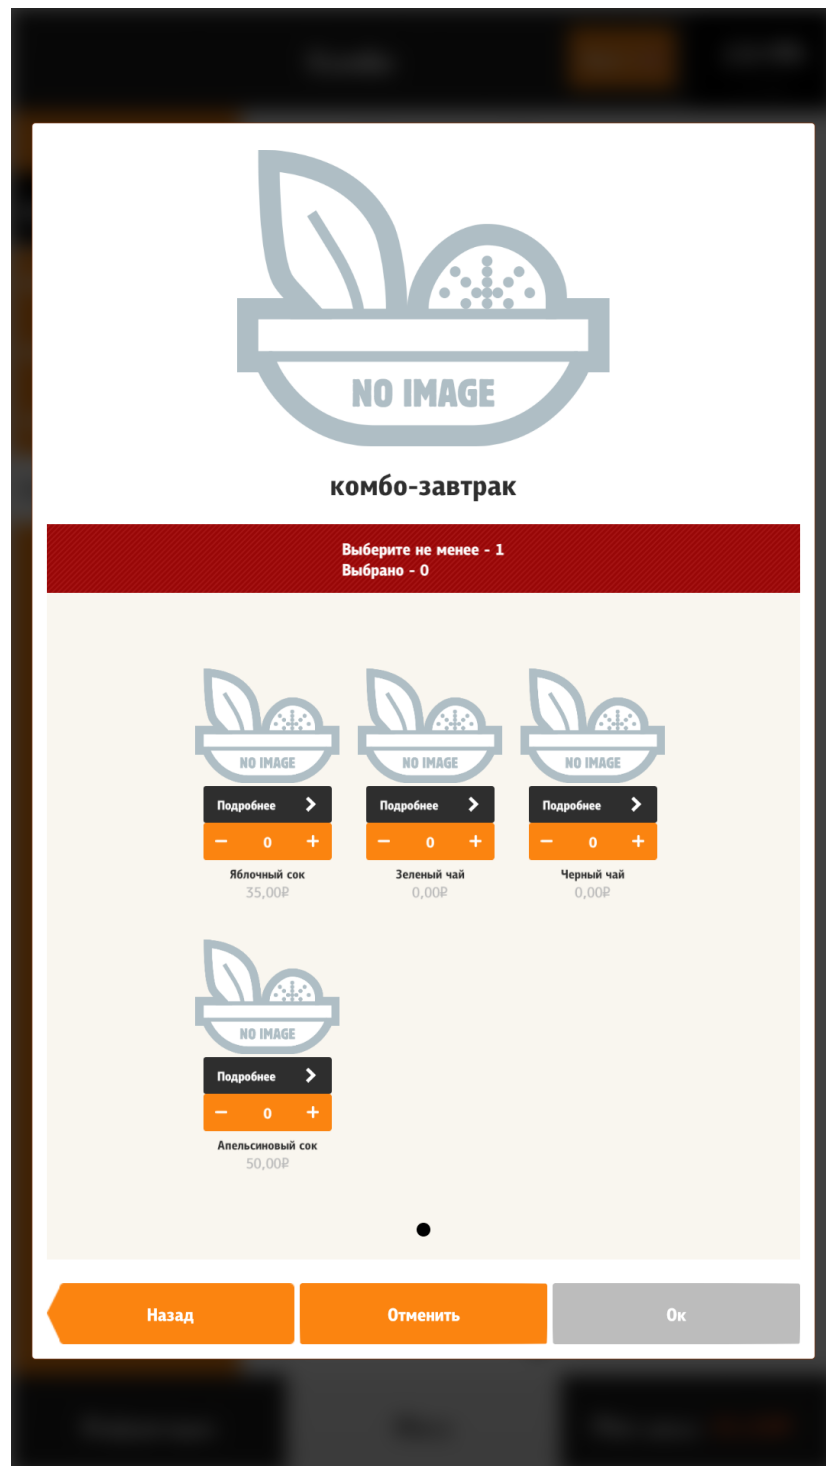 NO IMAGE
комбо-завтрак
Выберите не менее - 1
Выбрано - 0
NO IMAGE
NO IMAGE
NO IMAGE
Подробнее
Подробнее
Подробнее
− 0 +
− 0 +
− 0 +
Яблочный сок
Зеленый чай
Черный чай
35,00₽
0,00₽
0,00₽
NO IMAGE
Подробнее
− 0 +
Апельсиновый сок
50,00₽
Назад
Отменить
Ок